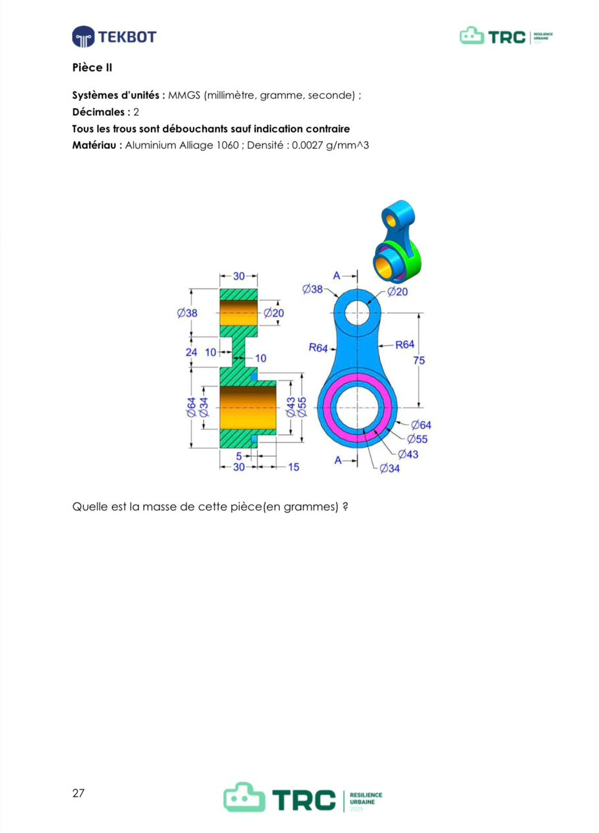 TEKBOT
TRC RESILIENCE URBAINE
Pièce II
Systèmes d'unités : MMGS (millimètre, gramme, seconde) ;
Décimales : 2
Tous les trous sont débouchants sauf indication contraire
Matériau : Aluminium Alliage 1060 ; Densité : 0.0027 g/mm^3
30
A
Ø38
Ø20
Ø38
Ø20
R64
R64
24
10
10
75
Ø64
Ø34
Ø43
Ø55
Ø64
Ø55
Ø43
Ø34
5
30
15
A
Quelle est la masse de cette pièce(en grammes) ?
27
TRC RESILIENCE URBAINE